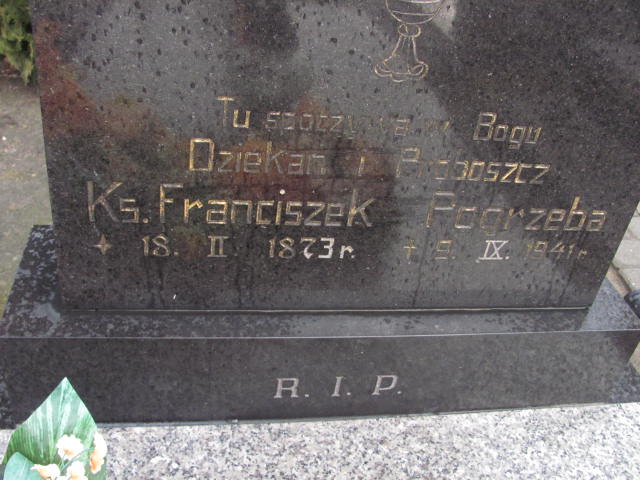 Tu spoczywa w Bogu
Dziekan i Proboszcz
Ks. Franciszek Pogrzeba
18. II 1873 r. † 9. IX. 1941 r
R. I. P.